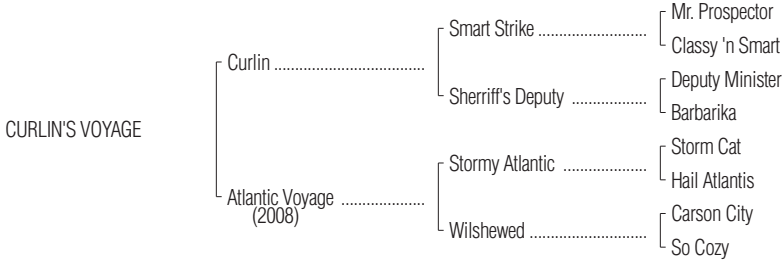 Mr. Prospector
Smart Strike ........................
Classy 'n Smart
Curlin ..................................
Deputy Minister
Sherriff's Deputy .................
Barbarika
CURLIN'S VOYAGE
Storm Cat
Stormy Atlantic ...................
Hail Atlantis
Atlantic Voyage ...................
(2008)
Carson City
Wilshewed ..........................
So Cozy